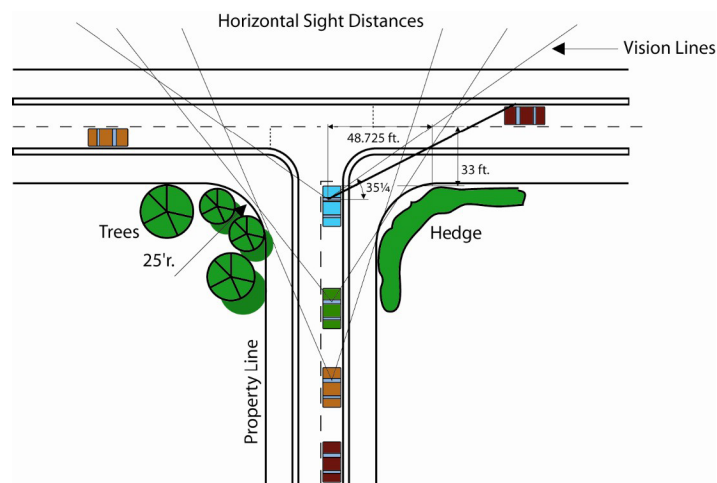 Horizontal Sight Distances
Vision Lines
48.725 ft.
33 ft.
35¼
Trees
Hedge
25'r.
Property Line